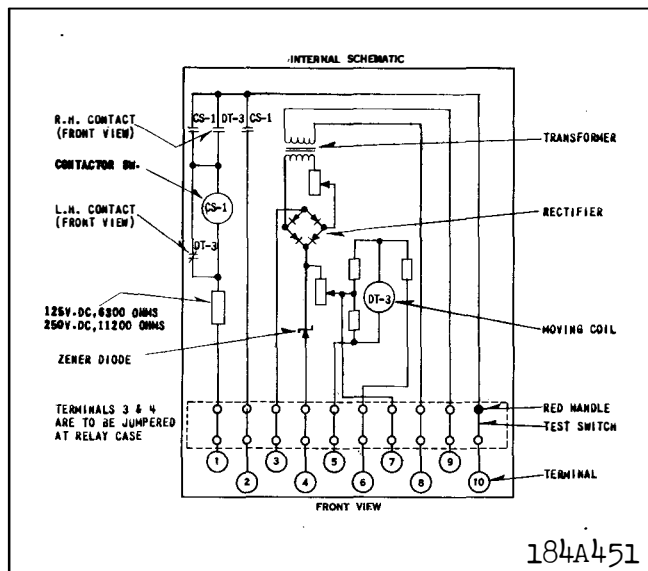 INTERNAL SCHEMATIC
R.H. CONTACT
(FRONT VIEW)
CS-1
DT-3
CS-1
CONTACTOR SW.
CS-1
L.H. CONTACT
(FRONT VIEW)
DT-3
125V.DC,6300 OHMS
250V.DC,11200 OHMS
ZENER DIODE
TRANSFORMER
RECTIFIER
DT-3
MOVING COIL
TERMINALS 3 & 4
ARE TO BE JUMPERED
AT RELAY CASE
RED HANDLE
TEST SWITCH
1
2
3
4
5
6
7
8
9
10
TERMINAL
FRONT VIEW
184A451